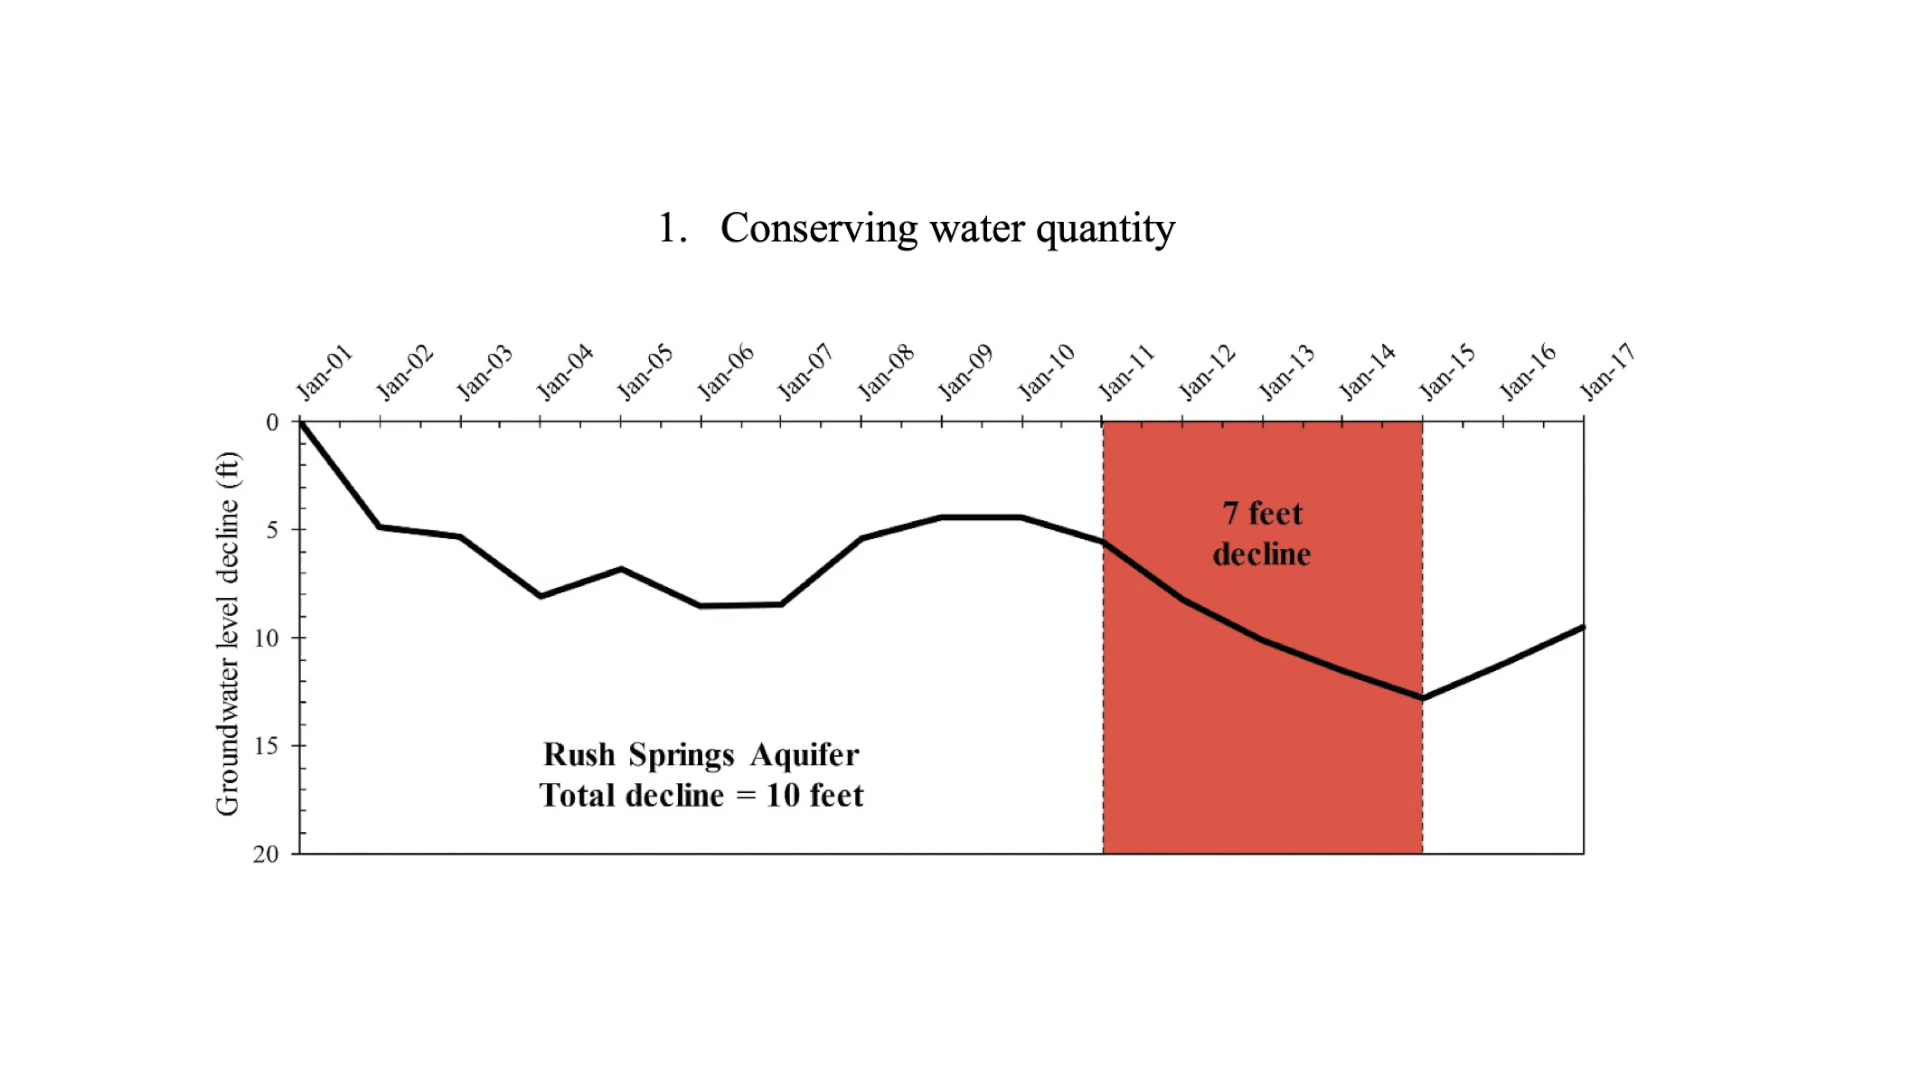 1. Conserving water quantity
Jan-01 Jan-02 Jan-03 Jan-04 Jan-05 Jan-06 Jan-07 Jan-08 Jan-09 Jan-10 Jan-11 Jan-12 Jan-13 Jan-14 Jan-15 Jan-16 Jan-17
Groundwater level decline (ft)
0
5
10
15
20
7 feet
decline
Rush Springs Aquifer
Total decline = 10 feet